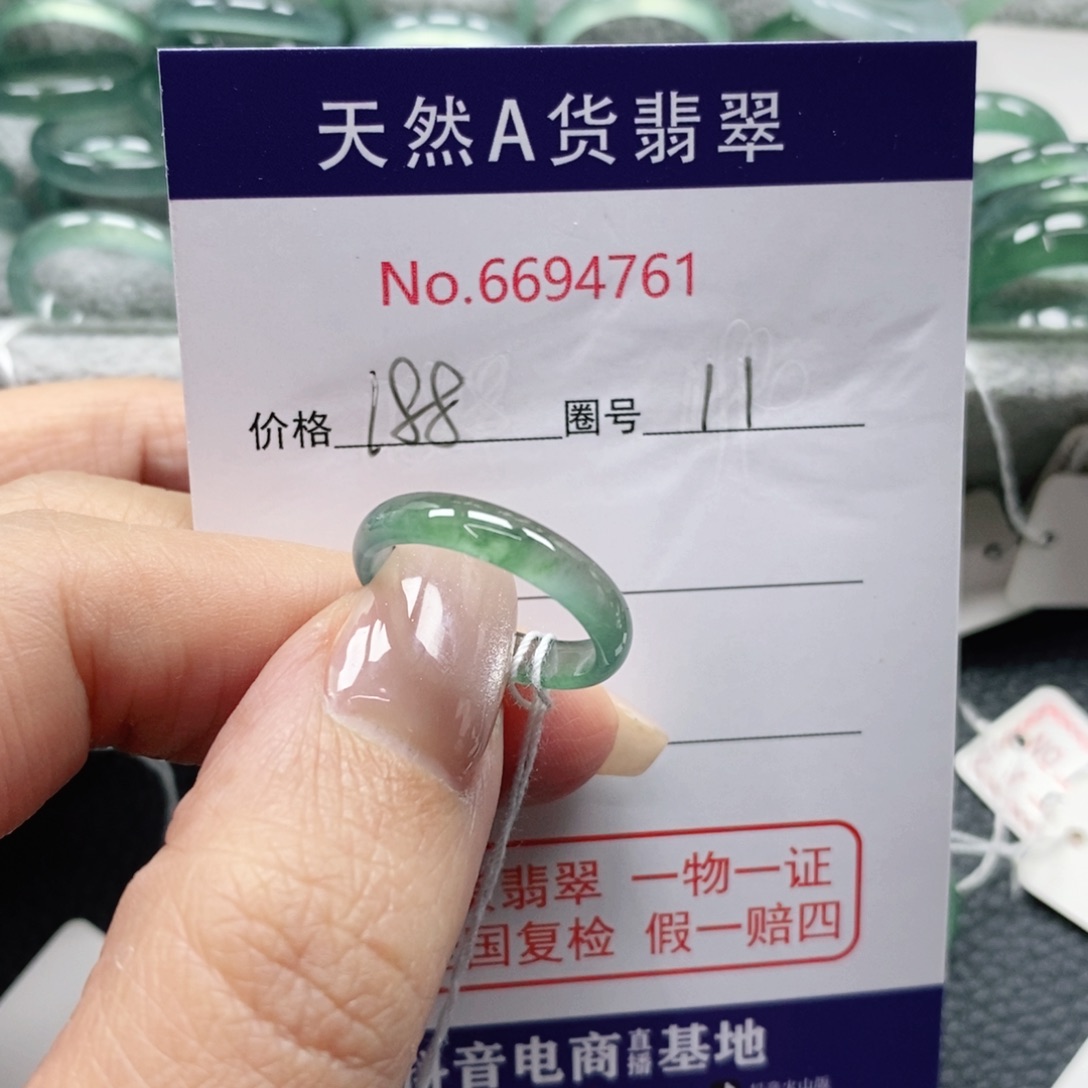 天然A货翡翠
No.6694761
价格 188 圈号 11
翡翠 一物一证
国复检 假一赔四
音电商直播基地